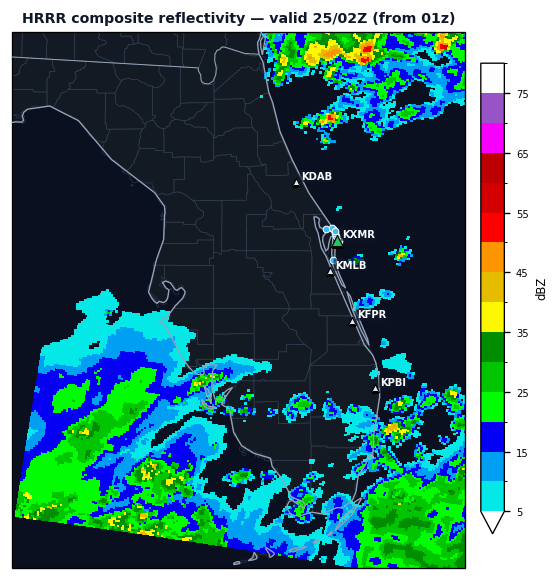 HRRR composite reflectivity — valid 25/02Z (from 01z)
75
65
55
45
35
25
15
5
dBZ
KDAB
KXMR
KMLB
KFPR
KPBI